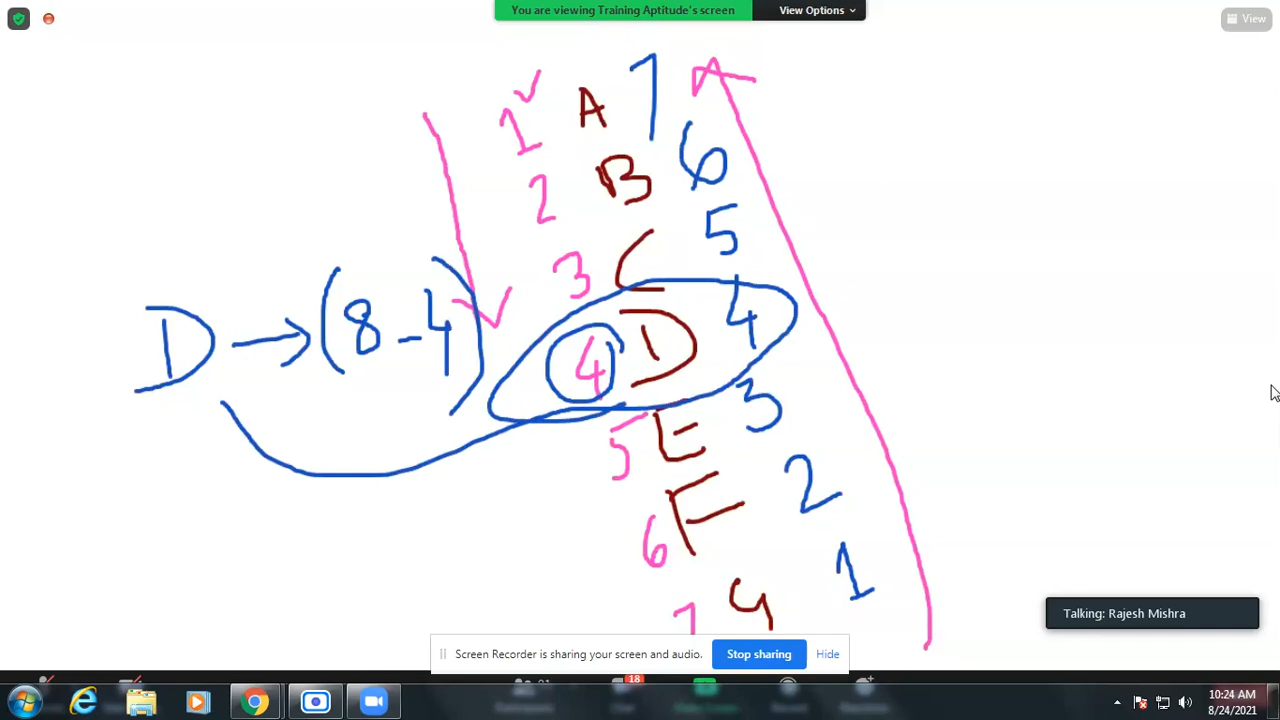 You are viewing Training Aptitude's screen
View Options
View
1 A 7
2 B 6
3 C 5
D → (8-4) 4 D 4
5 E 3
6 F 2
7 G 1
Talking: Rajesh Mishra
Screen Recorder is sharing your screen and audio.
Stop sharing
Hide
18
10:24 AM
8/24/2021